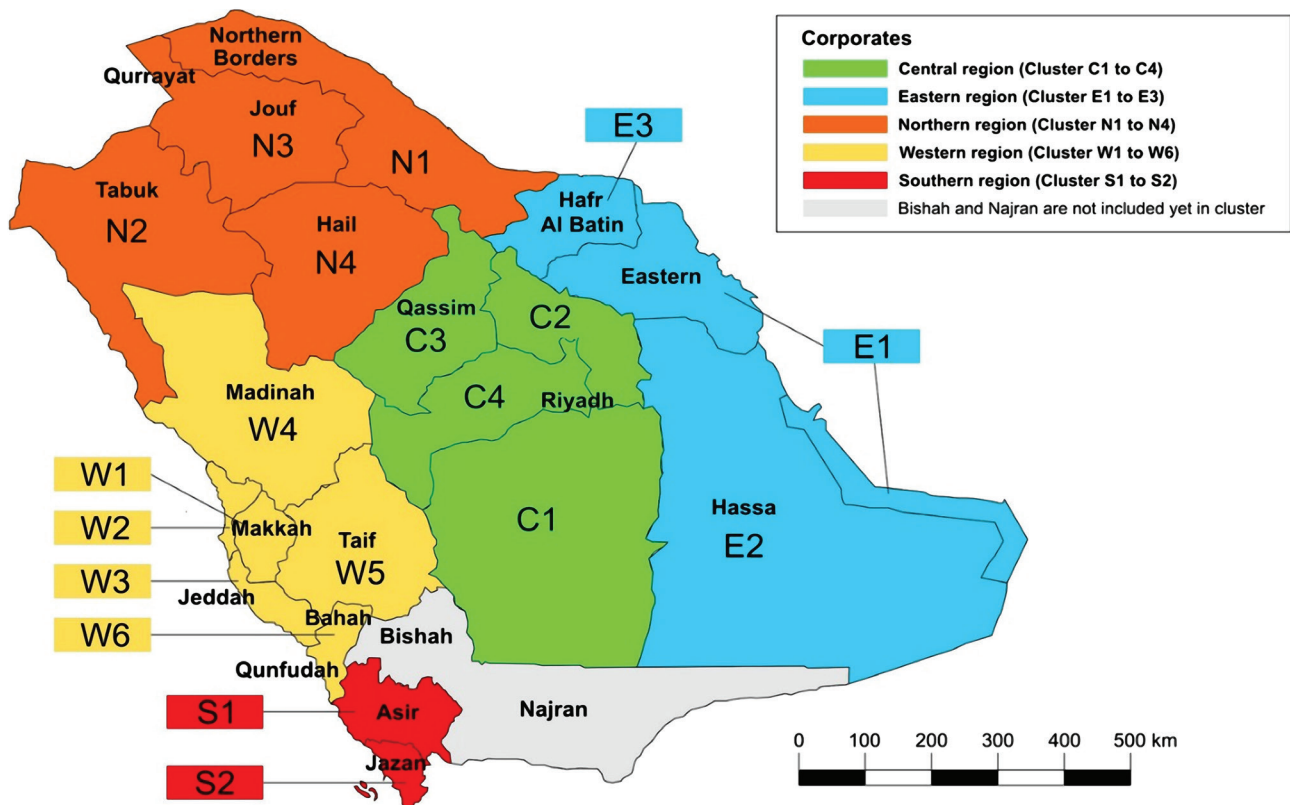 Northern
Borders
Qurrayat
Jouf
N3
N1
Tabuk
N2
Hail
N4
E3
Hafr
Al Batin
Eastern
E1
Qassim
C3
C2
C4
Riyadh
C1
Madinah
W4
W1
W2
W3
W6
Makkah
Taif
W5
Jeddah
Bahah
Qunfudah
Hassa
E2
Bishah
Najran
S1
Asir
S2
Jazan
Corporates
Central region (Cluster C1 to C4)
Eastern region (Cluster E1 to E3)
Northern region (Cluster N1 to N4)
Western region (Cluster W1 to W6)
Southern region (Cluster S1 to S2)
Bishah and Najran are not included yet in cluster
0 100 200 300 400 500 km